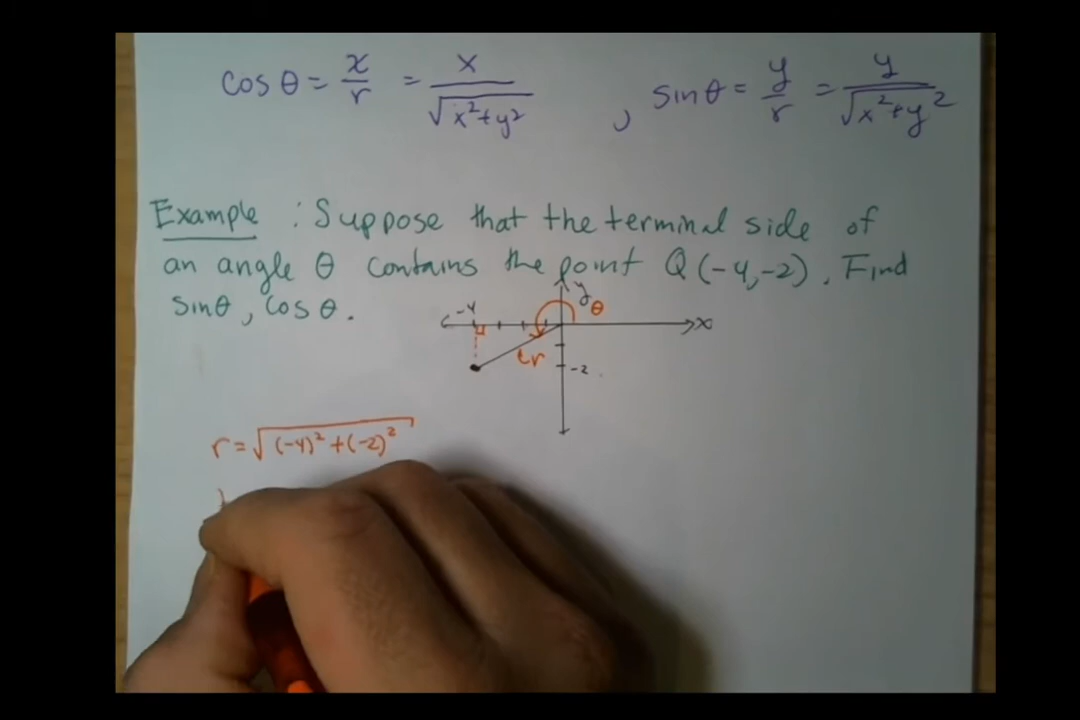 cos θ = x/r = x/√(x²+y²) , sin θ = y/r = y/√(x²+y²)
Example : Suppose that the terminal side of
an angle θ contains the point Q (-4,-2). Find
sin θ, cos θ.
y
-4
θ
x
r
-2
r = √((-4)² + (-2)²)